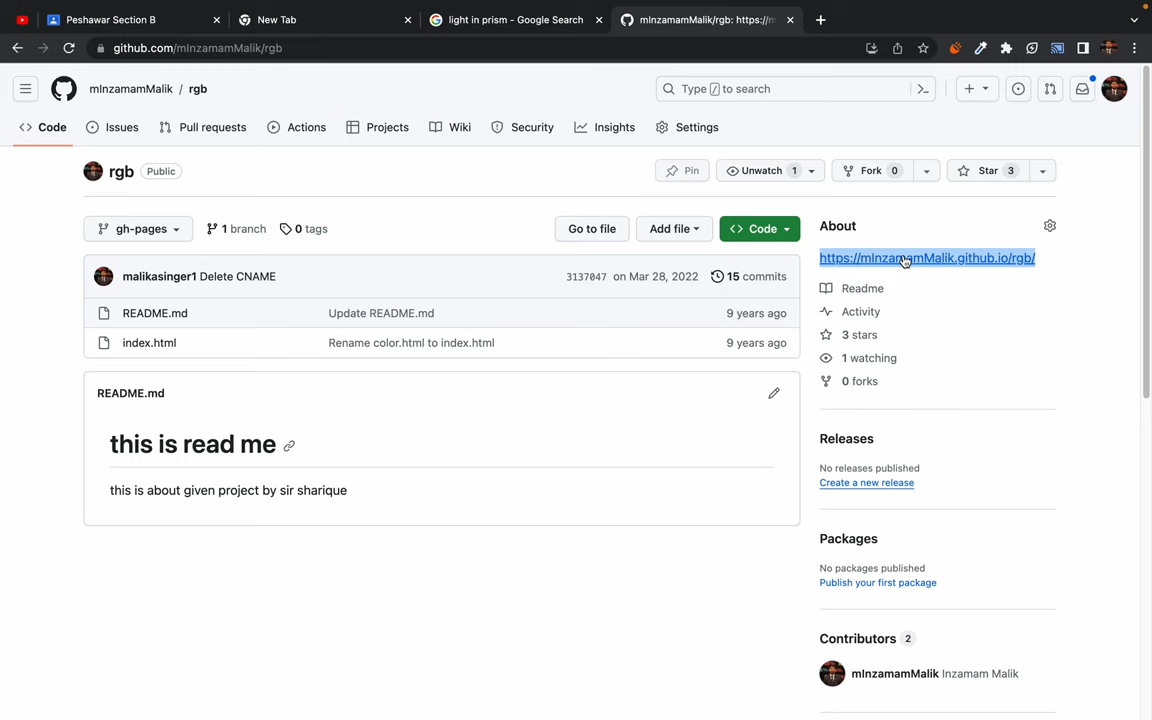 Peshawar Section B
New Tab
light in prism - Google Search
mInzamamMalik/rgb: https://m
github.com/mInzamamMalik/rgb
mInzamamMalik / rgb
Type / to search
Code
Issues
Pull requests
Actions
Projects
Wiki
Security
Insights
Settings
rgb Public
Pin
Unwatch 1
Fork 0
Star 3
gh-pages
1 branch
0 tags
Go to file
Add file
Code
malikasinger1 Delete CNAME 3137047 on Mar 28, 2022 15 commits
README.md Update README.md 9 years ago
index.html Rename color.html to index.html 9 years ago
README.md
this is read me
this is about given project by sir sharique
About
https://mInzamamMalik.github.io/rgb/
Readme
Activity
3 stars
1 watching
0 forks
Releases
No releases published
Create a new release
Packages
No packages published
Publish your first package
Contributors 2
mInzamamMalik Inzamam Malik